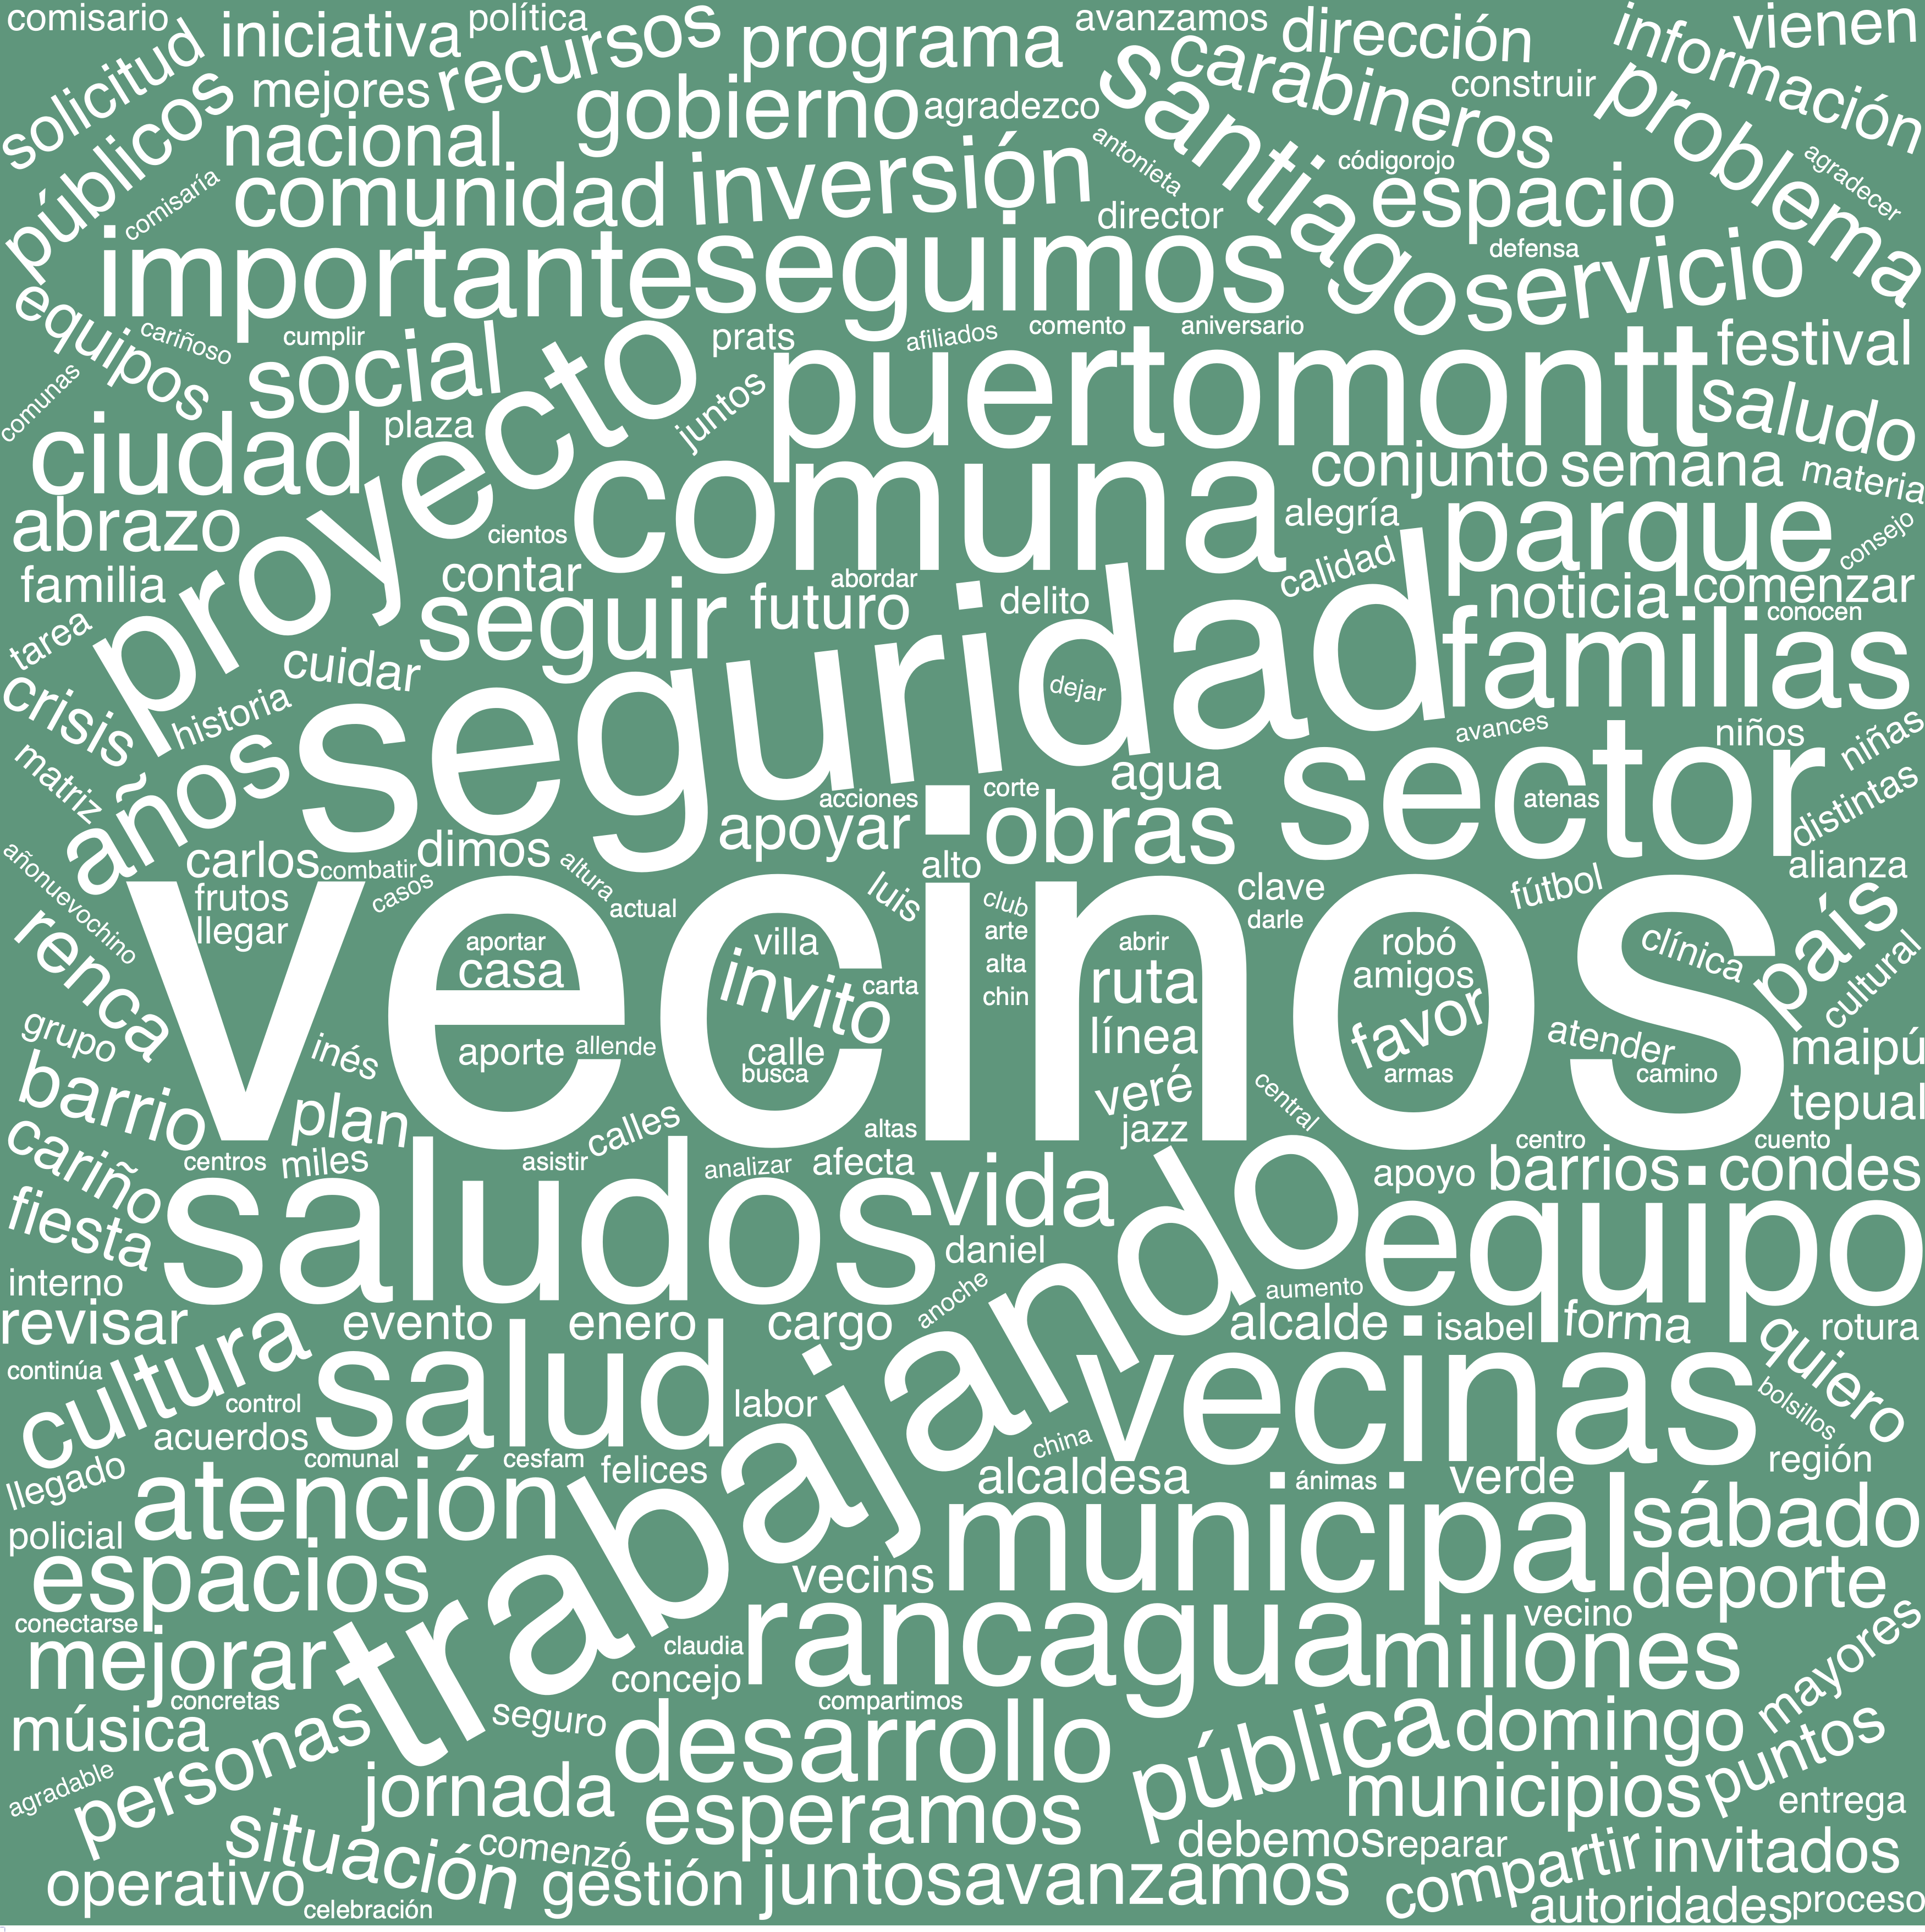 comisario
política
avanzamos
vienen
iniciativa
recursos
programa
dirección
información
solicitud
mejores
carabineros
construir
públicos
gobierno
agradezco
santiago
problema
nacional
antonieta
códigorojo
agradecer
comisaría
comunidad
inversión
director
espacio
importante
seguimos
defensa
servicio
equipos
cariñoso
cumplir
prats
afiliados
comento
aniversario
festival
comunas
social
proyecto
juntos
puertomontt
saludo
ciudad
plaza
conjunto
semana
materia
abrazo
cientos
comuna
alegría
parque
consejo
familia
contar
abordar
calidad
noticia
comenzar
seguir
futuro
delito
conocen
tarea
cuidar
seguridad
dejar
familias
crisis
historia
avances
niños
niñas
matriz
años
agua
sector
atenas
distintas
acciones
corte
apoyar
obras
añonuevochino
carlos
combatir
dimos
altura
alto
alianza
frutos
casos
actual
luis
club
clave
darle
fútbol
país
renca
llegar
vecinos
aportar
casa
villa
invito
carta
arte
alta
chin
abrir
ruta
robó
amigos
clínica
cultural
grupo
inés
aporte
allende
calle
busca
línea
favor
armas
atender
camino
maipú
barrio
plan
veré
central
tepual
cariño
centros
miles
asistir
calles
altas
jazz
centro
cuento
analizar
afecta
apoyo
barrios
condes
fiesta
saludos
vida
trabajando
equipo
interno
daniel
anoche
aumento
revisar
evento
enero
cargo
alcalde
isabel
forma
rotura
continúa
cultura
salud
vecinas
quiero
control
labor
bolsillos
acuerdos
china
llegado
comunal
cesfam
felices
alcaldesa
ánimas
verde
región
policial
atención
municipal
sábado
espacios
vecins
deporte
conectarse
vecino
mejorar
claudia
rancagua
millones
mayores
concejo
música
concretas
seguro
compartimos
personas
desarrollo
pública
domingo
puntos
agradable
jornada
esperamos
municipios
entrega
situación
comenzó
debemos
reparar
compartir
invitados
operativo
celebración
gestión
juntosavanzamos
autoridades
proceso